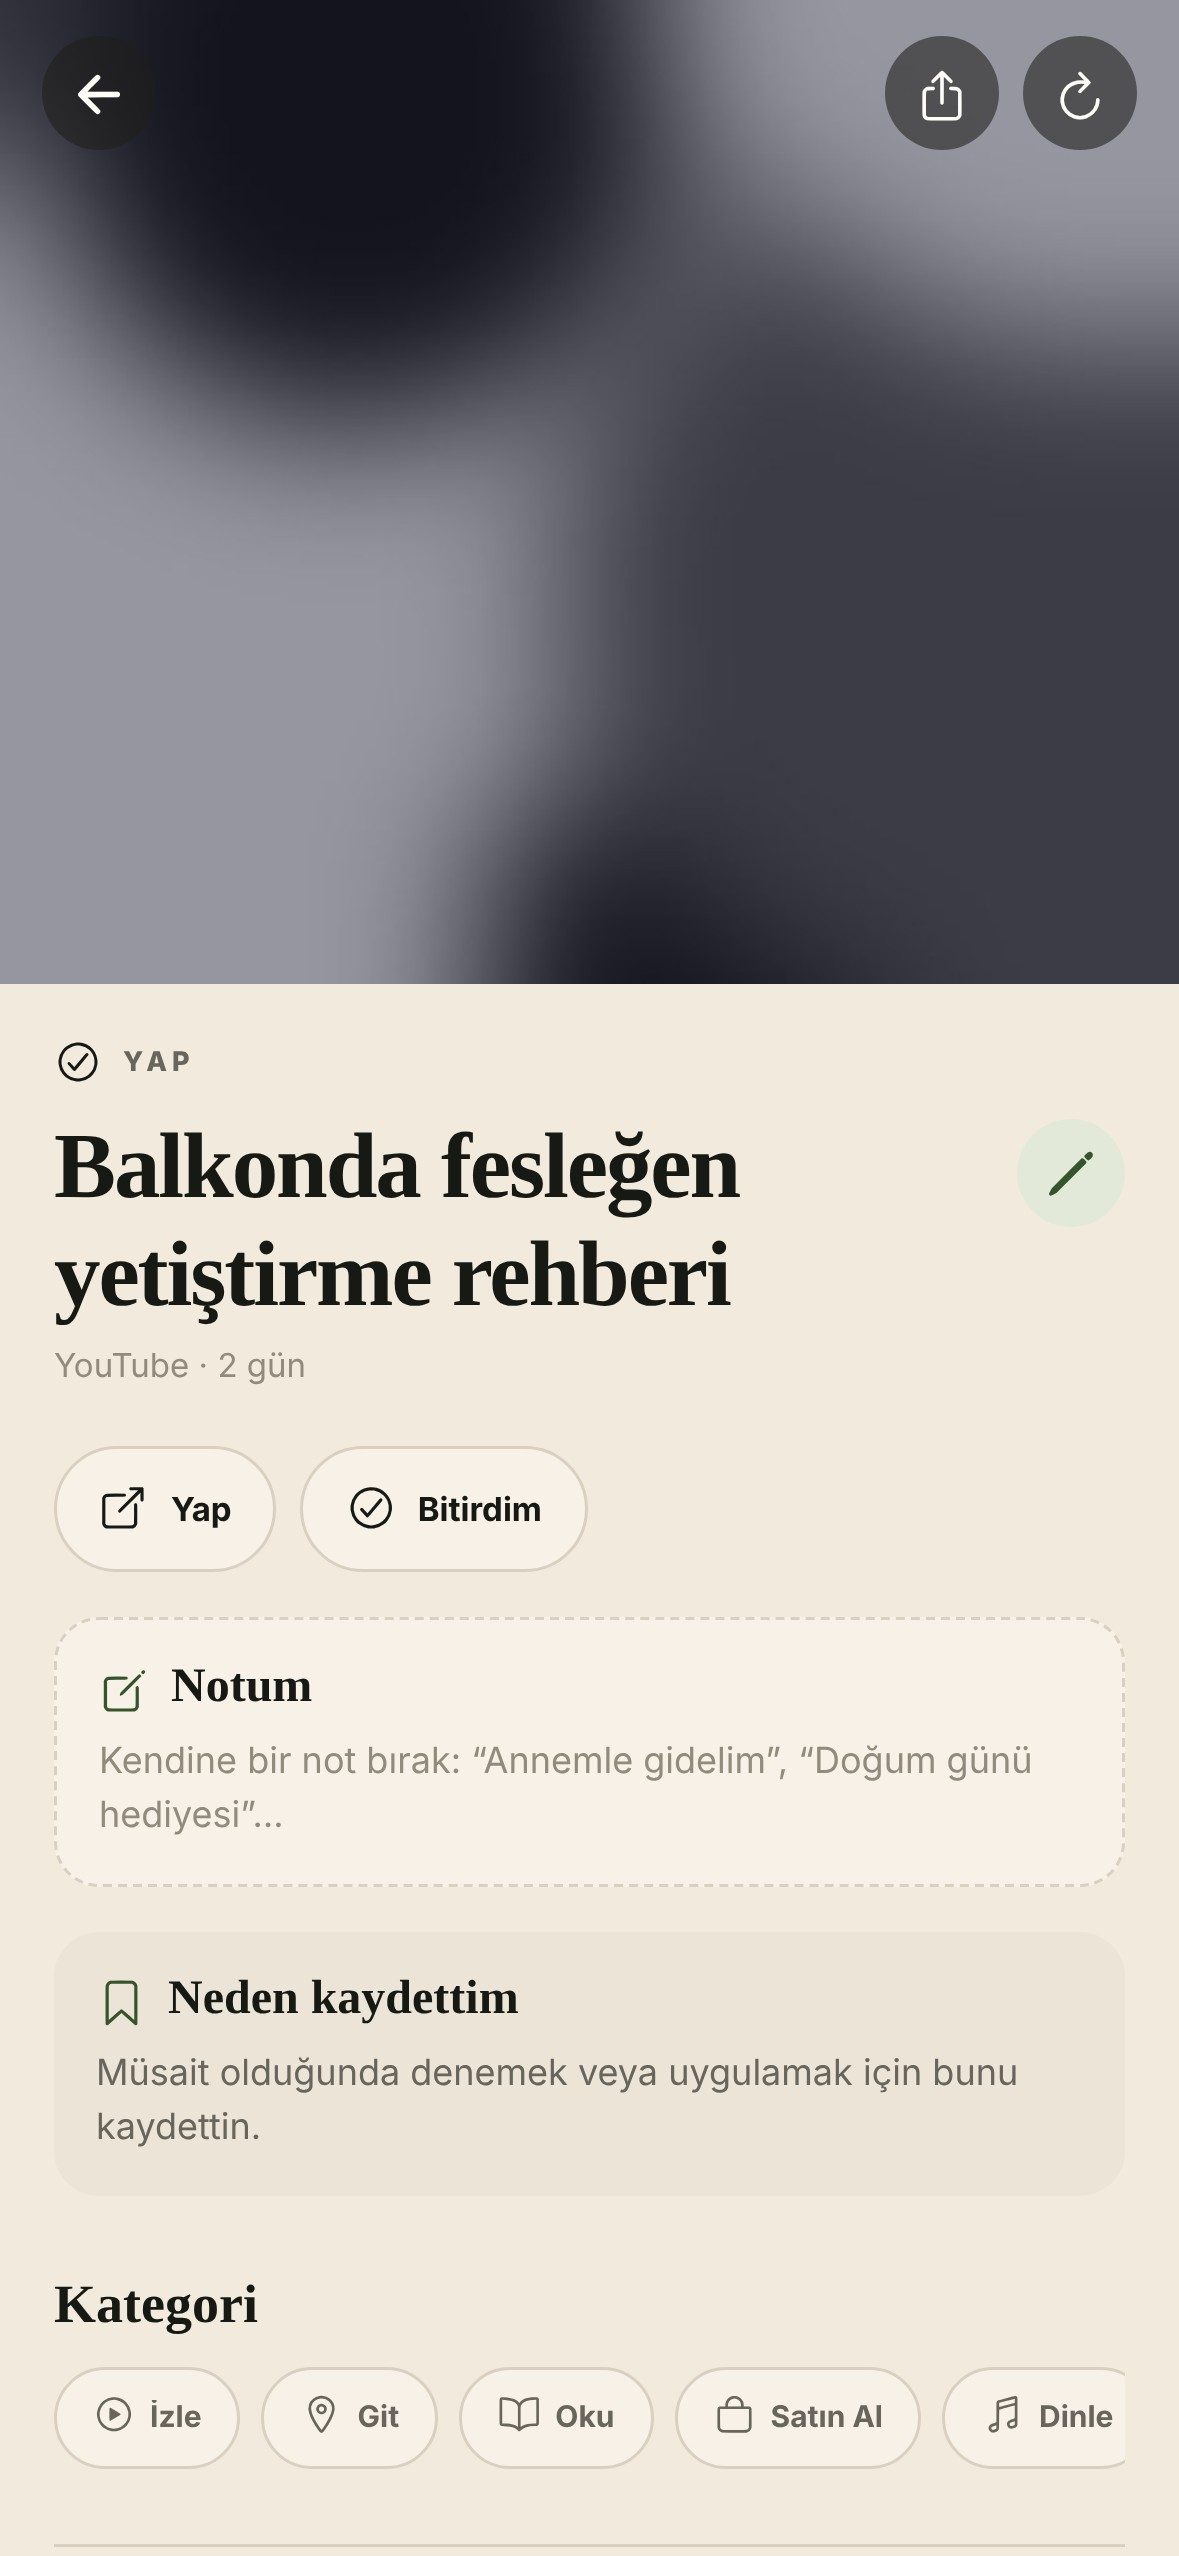 YAP
Balkonda fesleğen
yetiştirme rehberi
YouTube · 2 gün
Yap
Bitirdim
Notum
Kendine bir not bırak: “Annemle gidelim”, “Doğum günü
hediyesi”...
Neden kaydettim
Müsait olduğunda denemek veya uygulamak için bunu
kaydettin.
Kategori
İzle
Git
Oku
Satın Al
Dinle